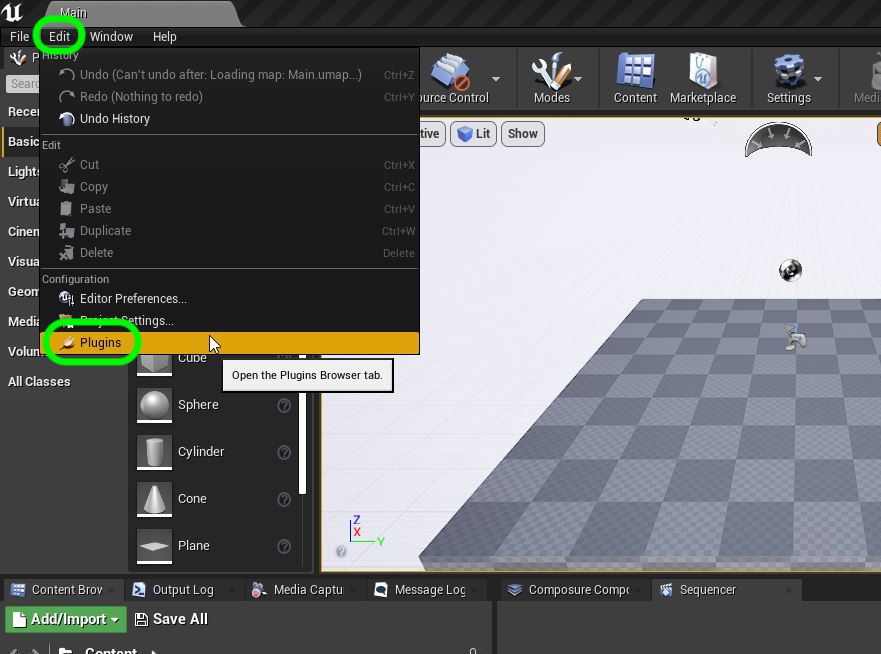 Main
File Edit Window Help
History
Undo (Can't undo after: Loading map: Main.umap...) Ctrl+Z
Redo (Nothing to redo) Ctrl+Y
Undo History
Edit
Cut Ctrl+X
Copy Ctrl+C
Paste Ctrl+V
Duplicate Ctrl+W
Delete Delete
Configuration
Editor Preferences...
Project Settings...
Plugins
Open the Plugins Browser tab.
Sear
Recen
Basic
Lights
Virtua
Cinen
Visua
Geom
Media
Volun
All Classes
Cube
Sphere
Cylinder
Cone
Plane
ource Control
Modes
Content
Marketplace
Settings
Medi
tive
Lit
Show
Z
X
Y
Content Brov
Output Log
Media Captu
Message Log
Composure Compo
Sequencer
Add/Import
Save All
Content